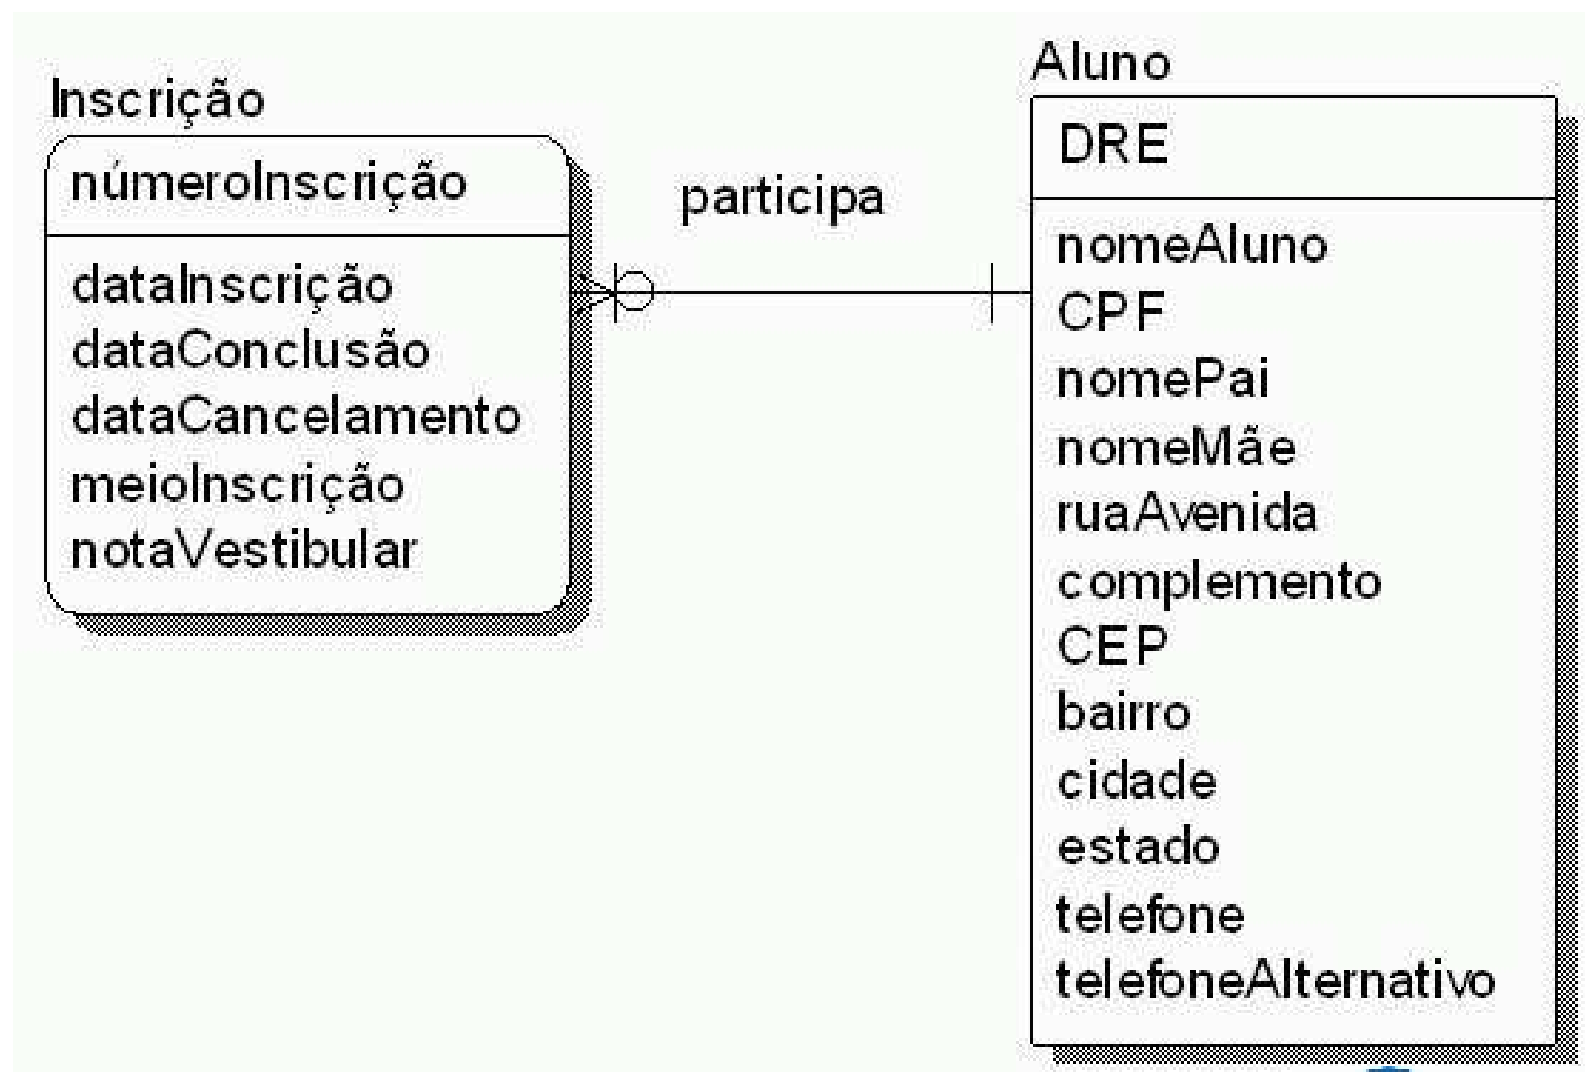 Inscrição
númeroInscrição
dataInscrição
dataConclusão
dataCancelamento
meioInscrição
notaVestibular
participa
Aluno
DRE
nomeAluno
CPF
nomePai
nomeMãe
ruaAvenida
complemento
CEP
bairro
cidade
estado
telefone
telefoneAlternativo